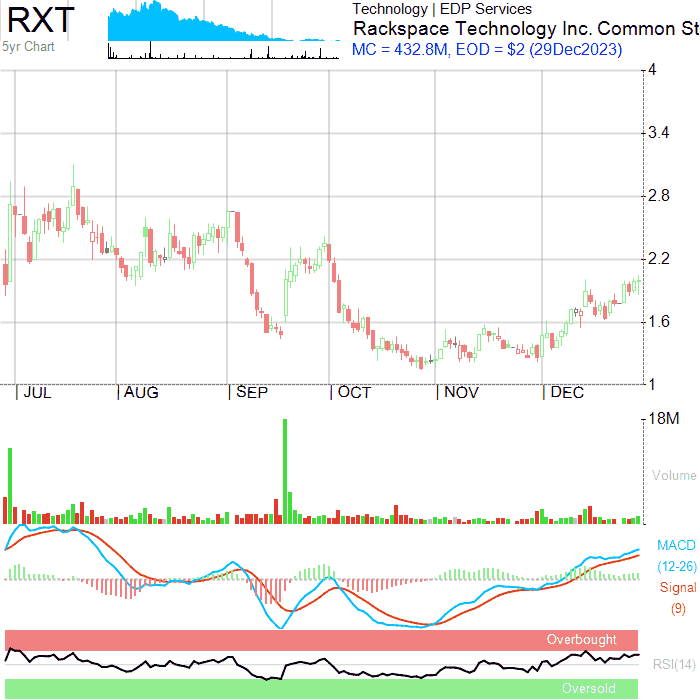 RXT
5yr Chart
Technology | EDP Services
Rackspace Technology Inc. Common St
MC = 432.8M, EOD = $2 (29Dec2023)
4
3.4
2.8
2.2
1.6
1
JUL AUG SEP OCT NOV DEC
18M
Volume
MACD
(12-26)
Signal
(9)
Overbought
RSI(14)
Oversold